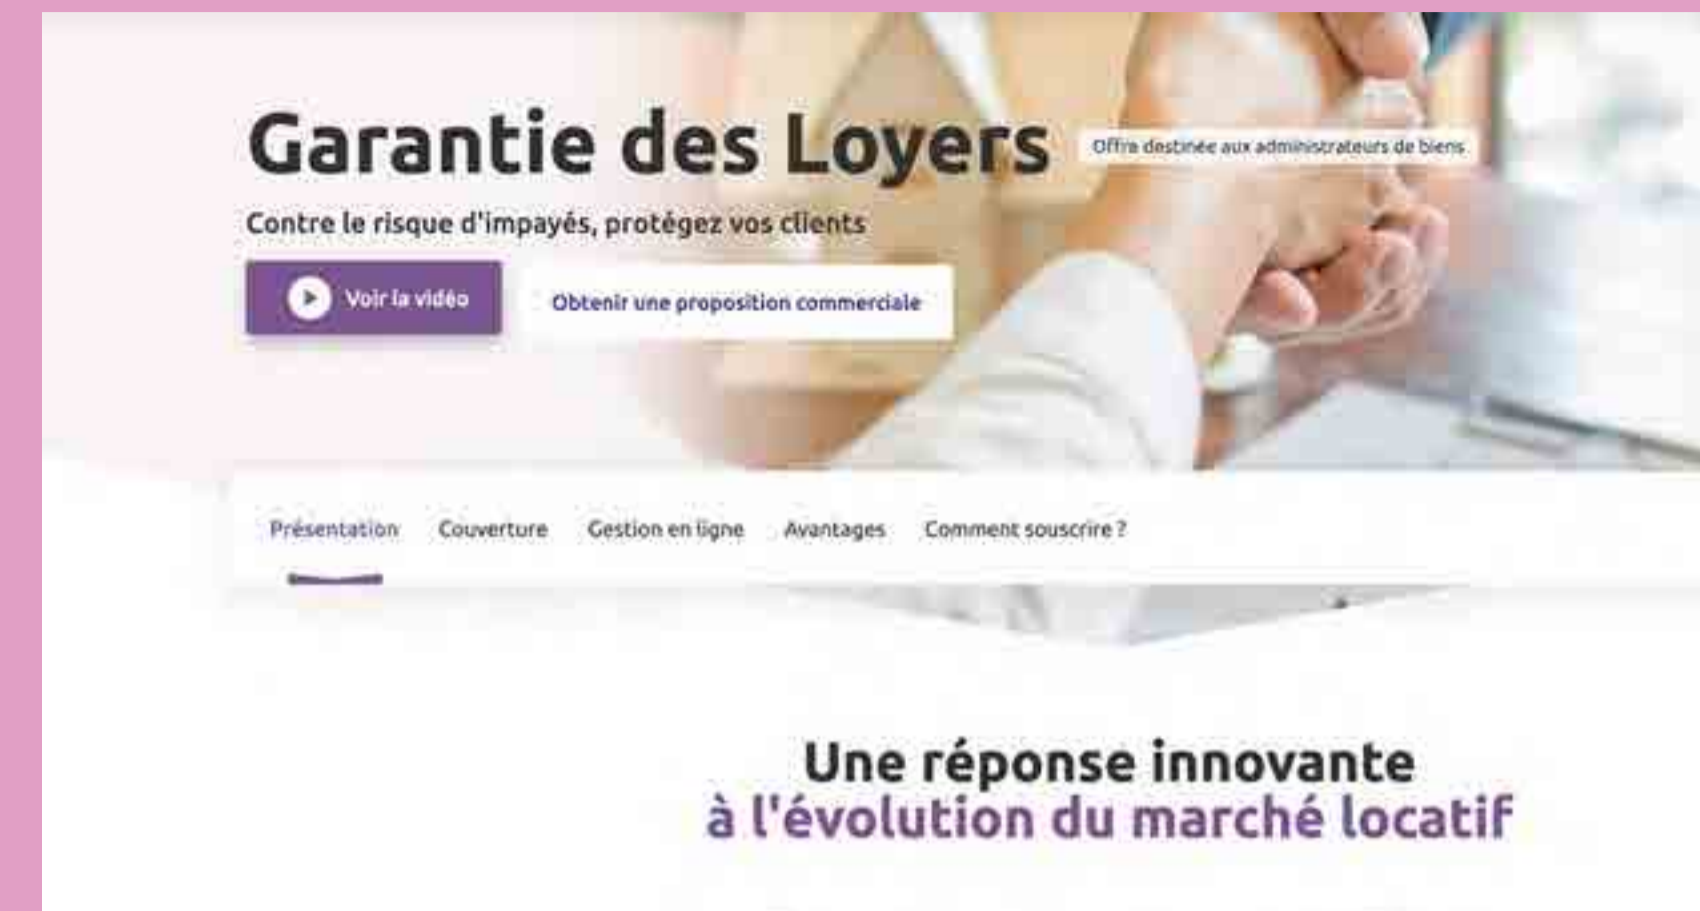 Garantie des Loyers
Offre destinée aux administrateurs de biens
Contre le risque d'impayés, protégez vos clients
Voir la vidéo
Obtenir une proposition commerciale
Présentation
Couverture
Gestion en ligne
Avantages
Comment souscrire ?
Une réponse innovante
à l'évolution du marché locatif